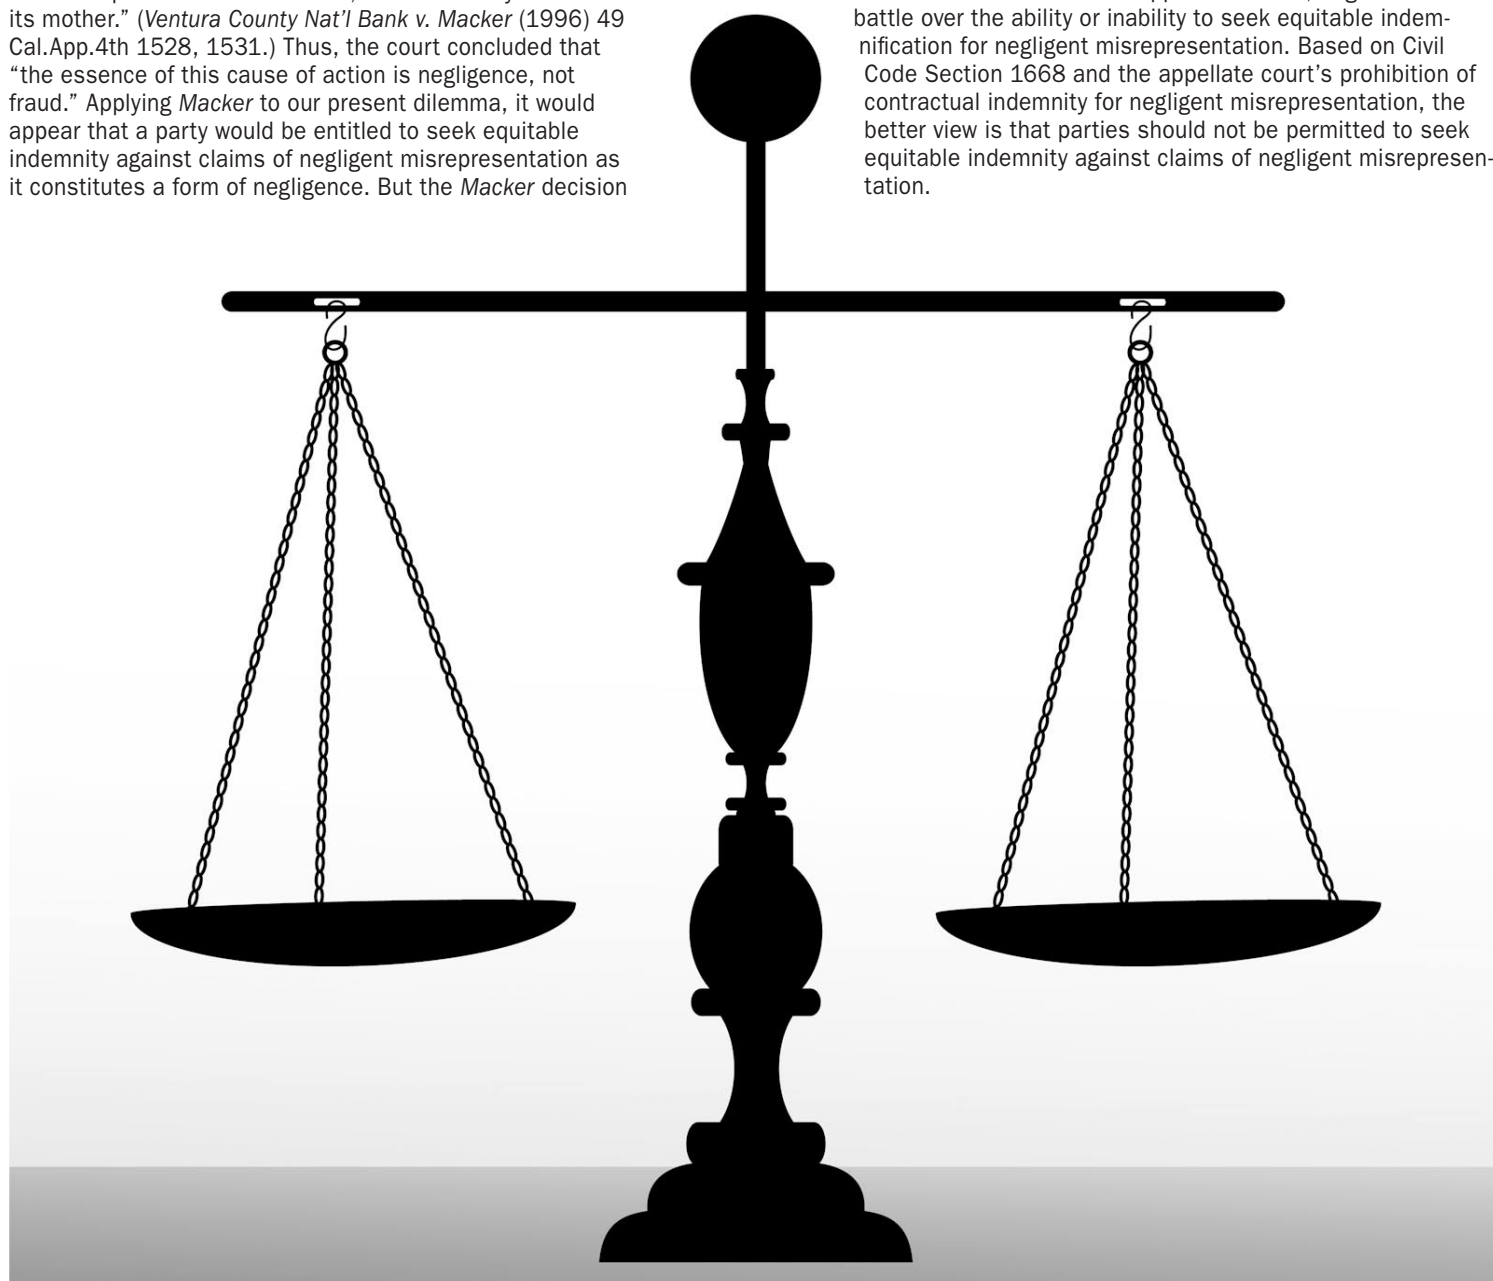 its mother.” (Ventura County Nat’l Bank v. Macker (1996) 49
Cal.App.4th 1528, 1531.) Thus, the court concluded that
“the essence of this cause of action is negligence, not
fraud.” Applying Macker to our present dilemma, it would
appear that a party would be entitled to seek equitable
indemnity against claims of negligent misrepresentation as
it constitutes a form of negligence. But the Macker decision
battle over the ability or inability to seek equitable indem-
nification for negligent misrepresentation. Based on Civil
Code Section 1668 and the appellate court’s prohibition of
contractual indemnity for negligent misrepresentation, the
better view is that parties should not be permitted to seek
equitable indemnity against claims of negligent misrepresen-
tation.